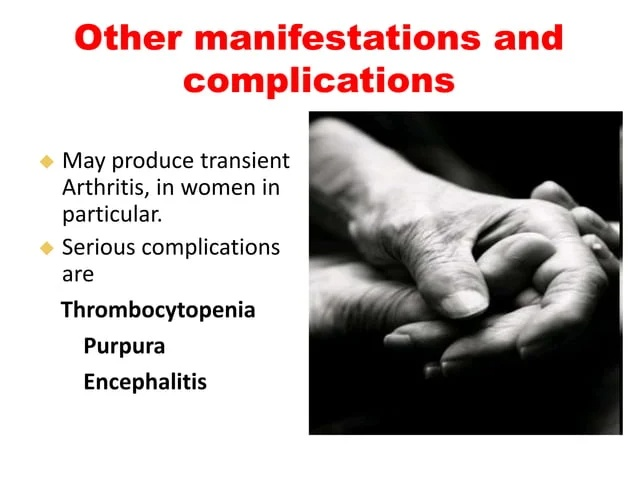 Other manifestations and
complications
May produce transient
Arthritis, in women in
particular.
Serious complications
are
Thrombocytopenia
Purpura
Encephalitis